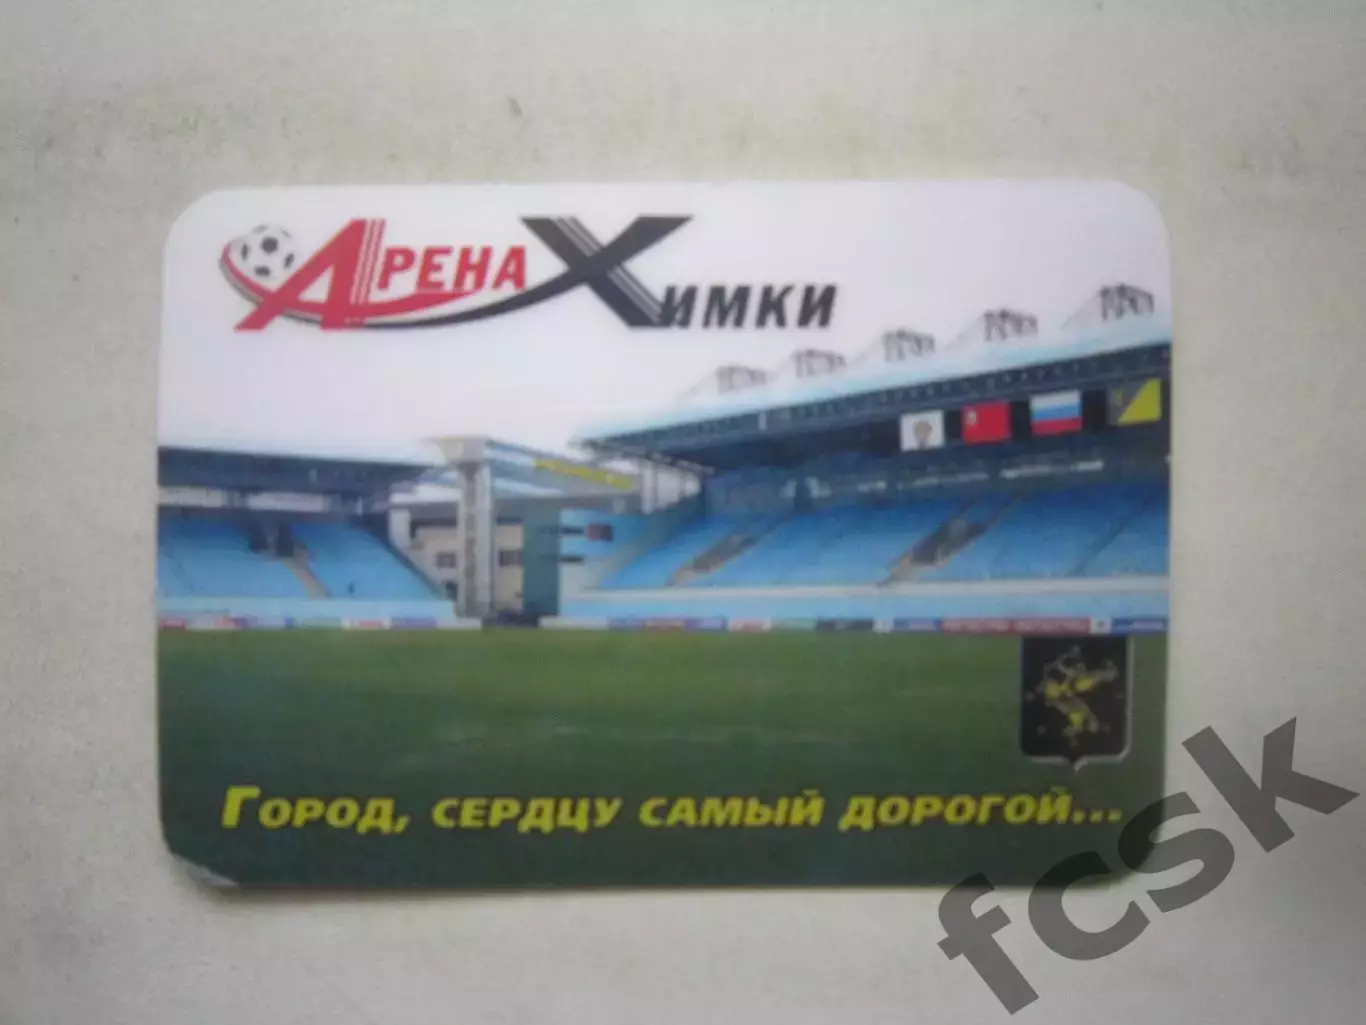 Арена Химки
Город, сердцу самый дорогой...
fcsk